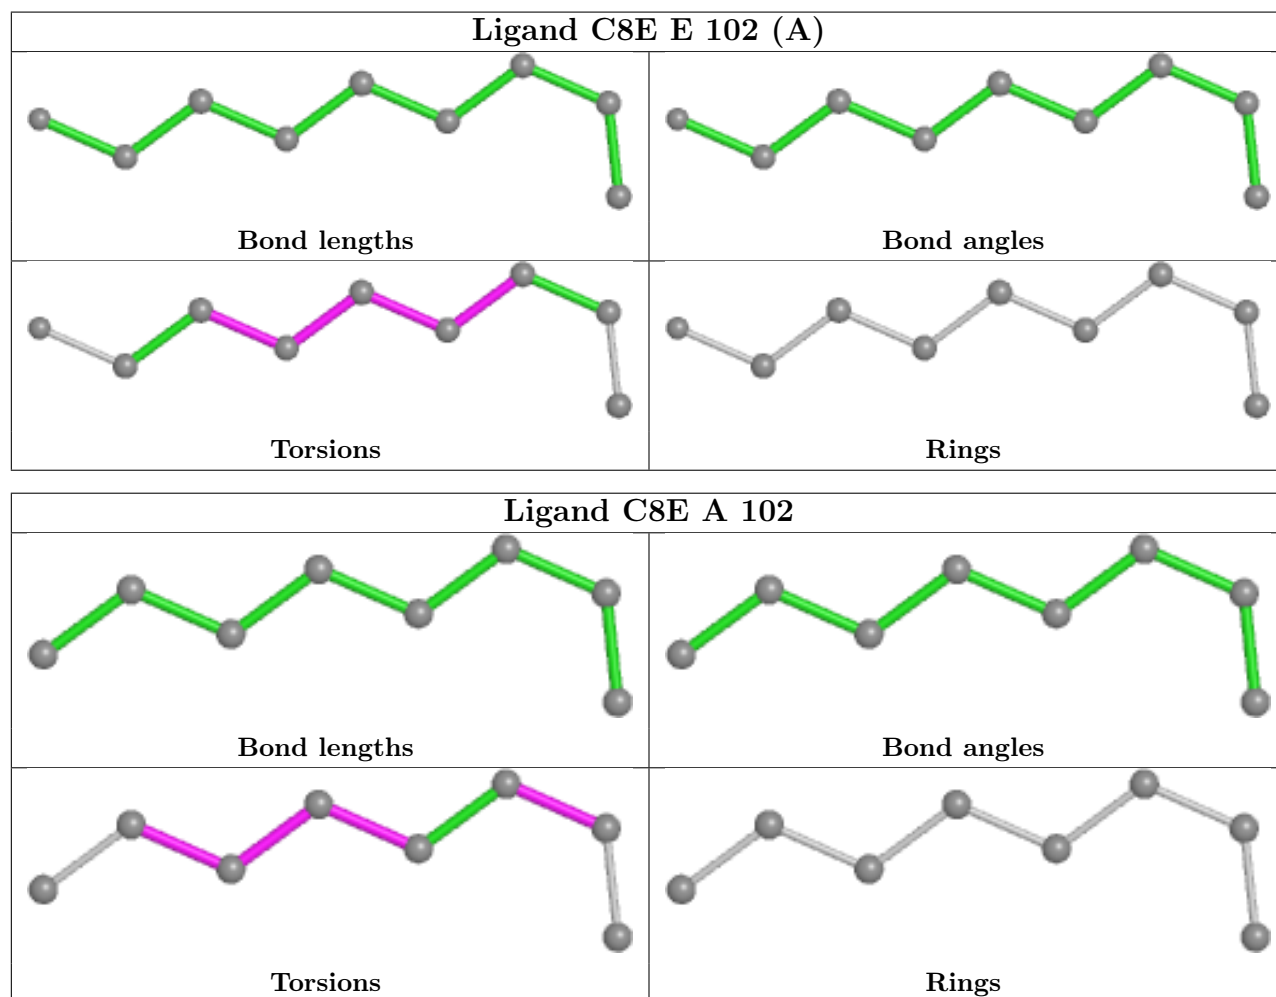 Ligand C8E E 102 (A)
Bond lengths
Bond angles
Torsions
Rings
Ligand C8E A 102
Bond lengths
Bond angles
Torsions
Rings